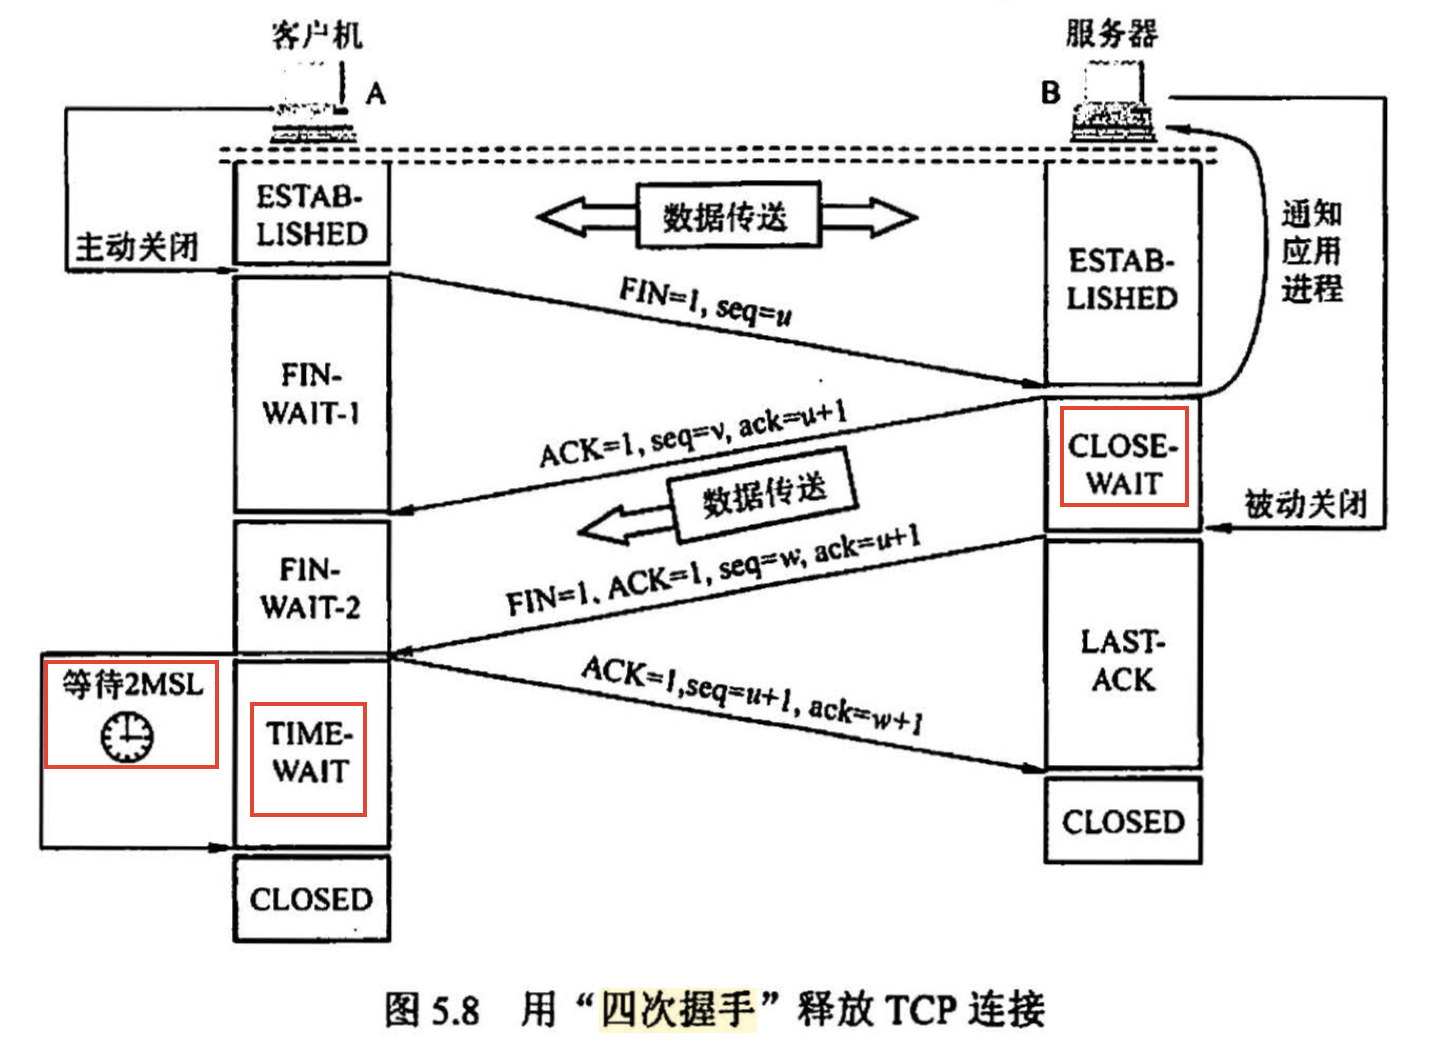 客户机
服务器
A
B
ESTAB-
LISHED
数据传送
主动关闭
ESTAB-
LISHED
通知
应用
进程
FIN=1, seq=u
FIN-
WAIT-1
ACK=1, seq=v, ack=u+1
CLOSE-
WAIT
数据传送
被动关闭
FIN-
WAIT-2
FIN=1, ACK=1, seq=w, ack=u+1
等待2MSL
TIME-
WAIT
ACK=1,seq=u+1, ack=w+1
LAST-
ACK
CLOSED
CLOSED
图 5.8 用“四次握手”释放 TCP 连接